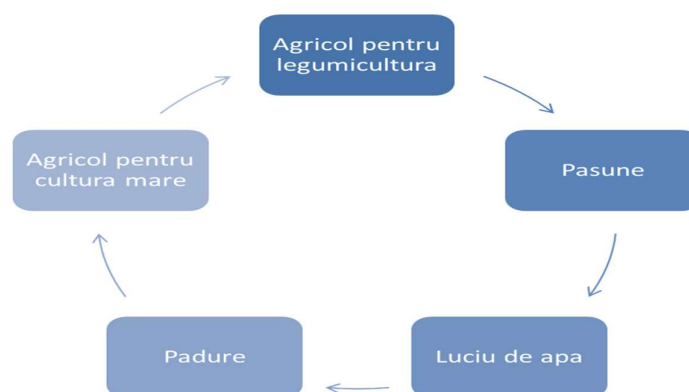 Agricol pentru
legumicultura
Pasune
Luciu de apa
Padure
Agricol pentru
cultura mare